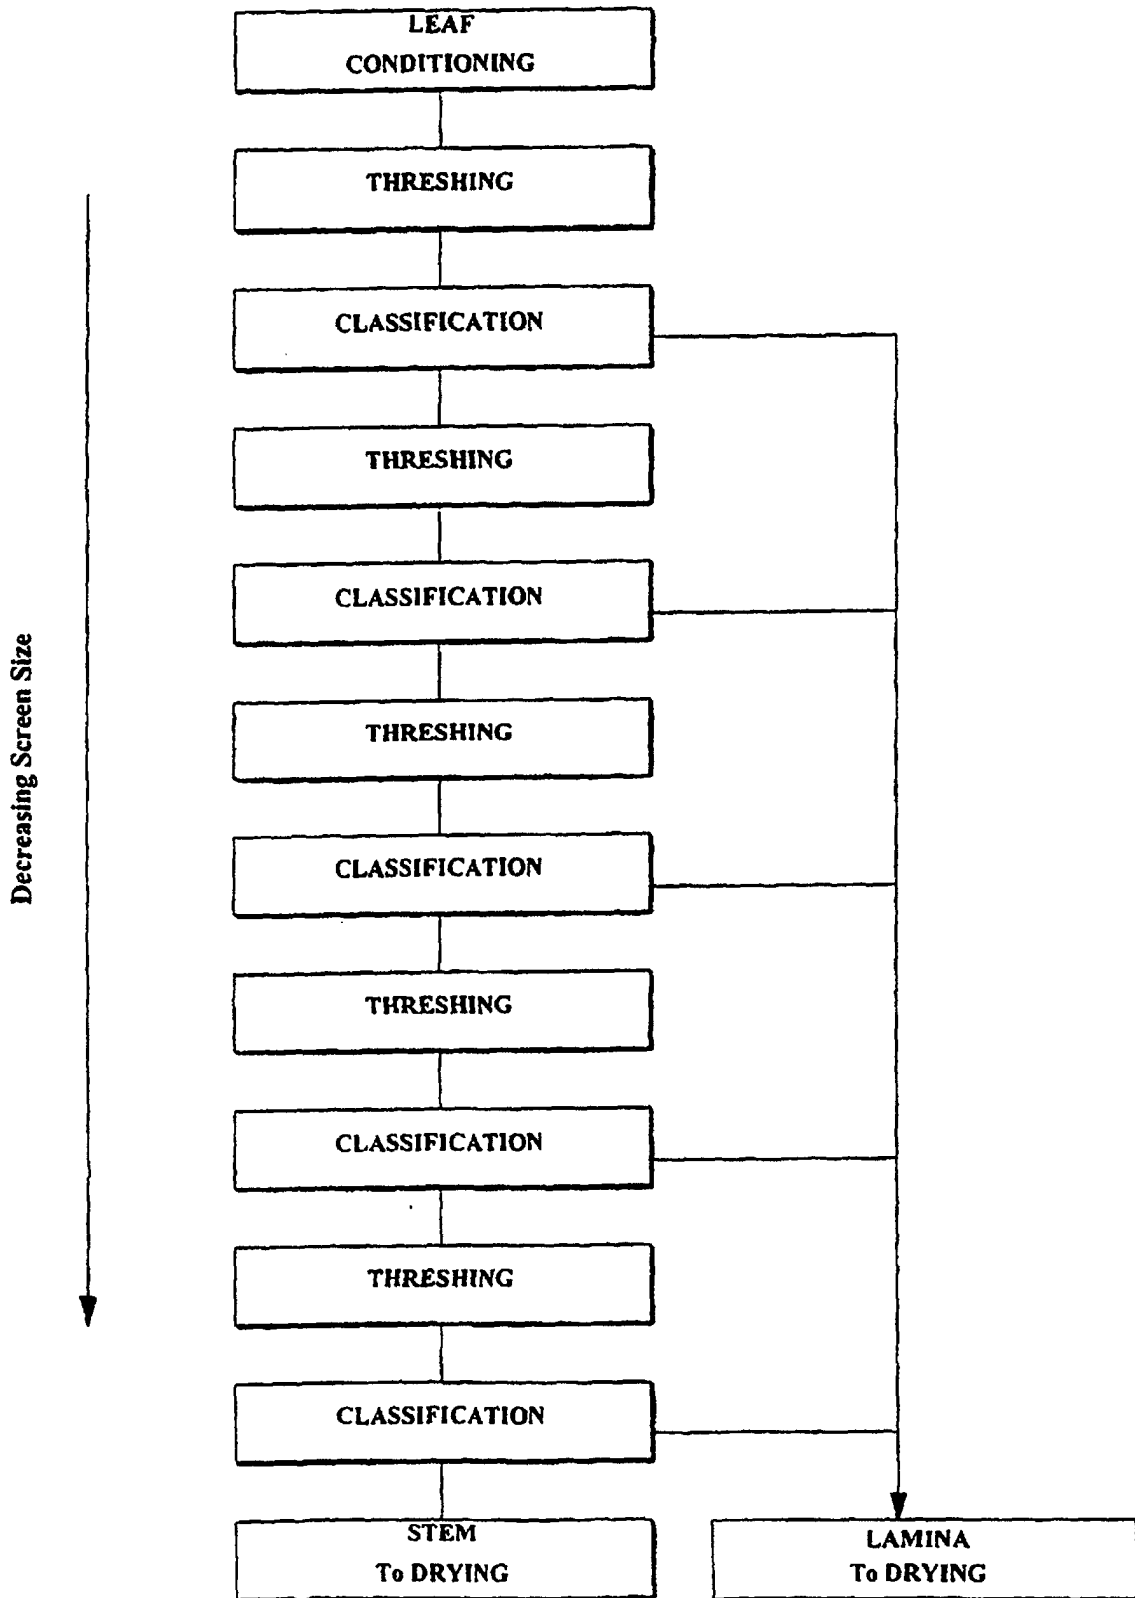 LEAF
CONDITIONING
THRESHING
CLASSIFICATION
THRESHING
CLASSIFICATION
THRESHING
CLASSIFICATION
THRESHING
CLASSIFICATION
THRESHING
CLASSIFICATION
STEM
To DRYING
LAMINA
To DRYING
Decreasing Screen Size